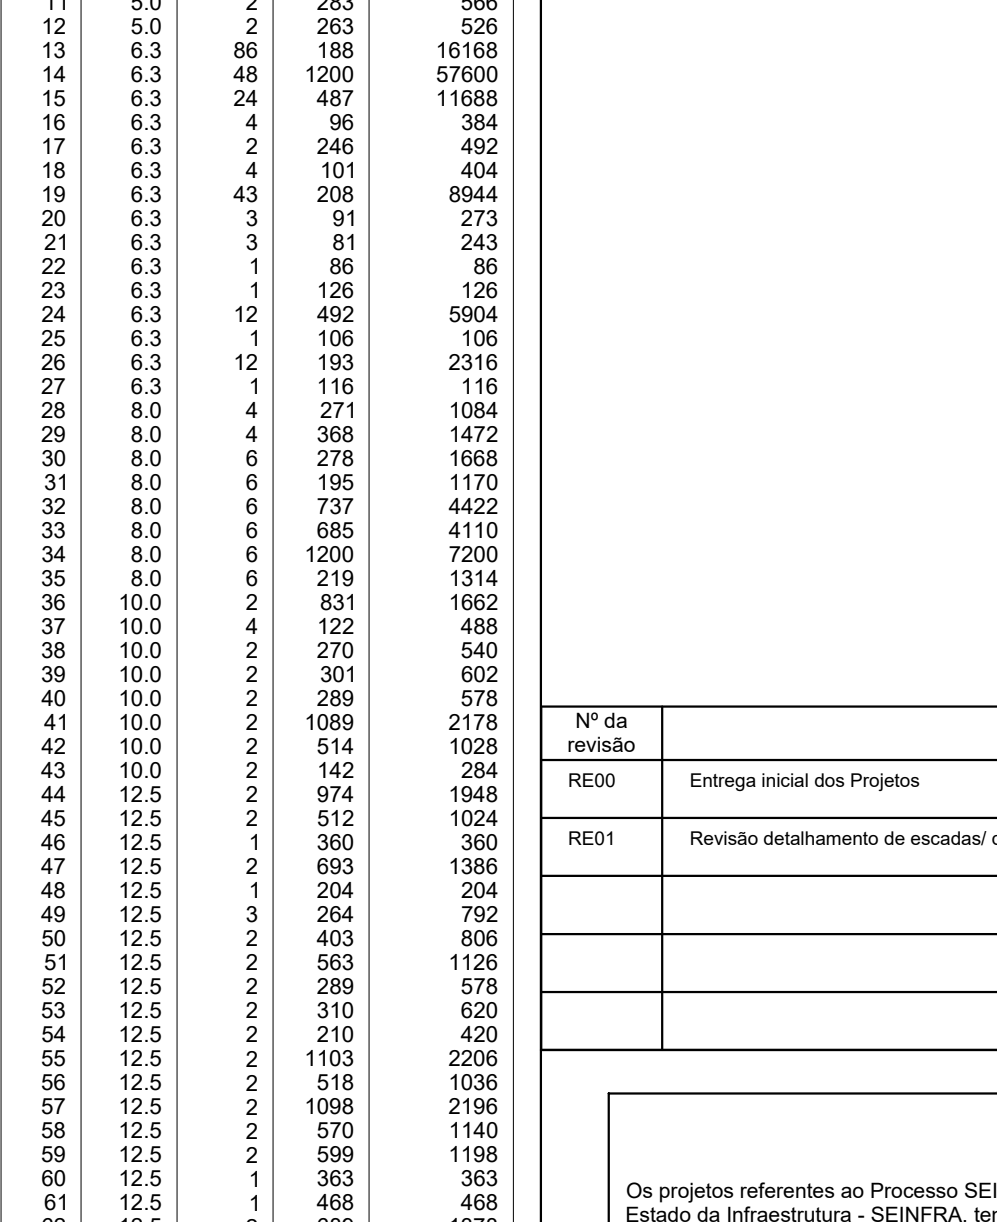 11 5.0 2 283 566
12 5.0 2 263 526
13 6.3 86 188 16168
14 6.3 48 1200 57600
15 6.3 24 487 11688
16 6.3 4 96 384
17 6.3 2 246 492
18 6.3 4 101 404
19 6.3 43 208 8944
20 6.3 3 91 273
21 6.3 3 81 243
22 6.3 1 86 86
23 6.3 1 126 126
24 6.3 12 492 5904
25 6.3 1 106 106
26 6.3 12 193 2316
27 6.3 1 116 116
28 8.0 4 271 1084
29 8.0 4 368 1472
30 8.0 6 278 1668
31 8.0 6 195 1170
32 8.0 6 737 4422
33 8.0 6 685 4110
34 8.0 6 1200 7200
35 8.0 6 219 1314
36 10.0 2 831 1662
37 10.0 4 122 488
38 10.0 2 270 540
39 10.0 2 301 602
40 10.0 2 289 578
41 10.0 2 1089 2178
42 10.0 2 514 1028
43 10.0 2 142 284
44 12.5 2 974 1948
45 12.5 2 512 1024
46 12.5 1 360 360
47 12.5 2 693 1386
48 12.5 1 204 204
49 12.5 3 264 792
50 12.5 2 403 806
51 12.5 2 563 1126
52 12.5 2 289 578
53 12.5 2 310 620
54 12.5 2 210 420
55 12.5 2 1103 2206
56 12.5 2 518 1036
57 12.5 2 1098 2196
58 12.5 2 570 1140
59 12.5 2 599 1198
60 12.5 1 363 363
61 12.5 1 468 468
Nº da
revisão
RE00 Entrega inicial dos Projetos
RE01 Revisão detalhamento de escadas/
Os projetos referentes ao Processo SEI
Estado da Infraestrutura - SEINFRA, ter